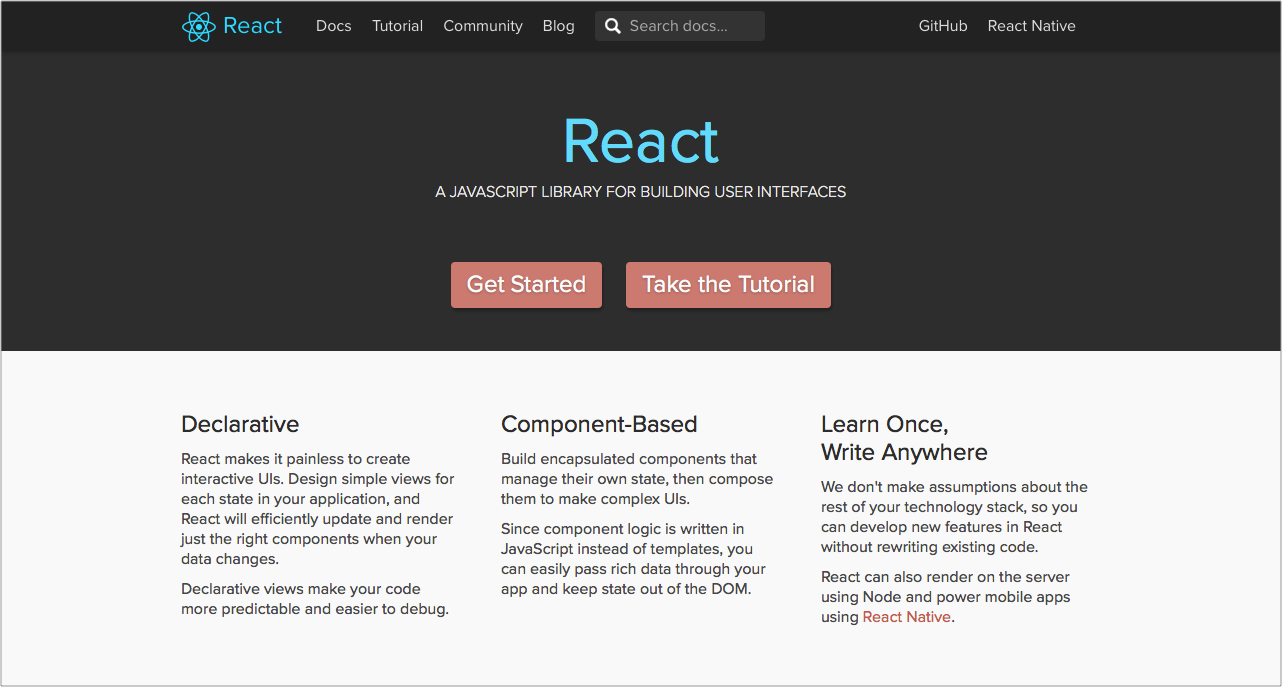 React Docs Tutorial Community Blog Search docs... GitHub React Native
React
A JAVASCRIPT LIBRARY FOR BUILDING USER INTERFACES
Get Started Take the Tutorial
Declarative
React makes it painless to create
interactive UIs. Design simple views for
each state in your application, and
React will efficiently update and render
just the right components when your
data changes.
Declarative views make your code
more predictable and easier to debug.
Component-Based
Build encapsulated components that
manage their own state, then compose
them to make complex UIs.
Since component logic is written in
JavaScript instead of templates, you
can easily pass rich data through your
app and keep state out of the DOM.
Learn Once,
Write Anywhere
We don't make assumptions about the
rest of your technology stack, so you
can develop new features in React
without rewriting existing code.
React can also render on the server
using Node and power mobile apps
using React Native.